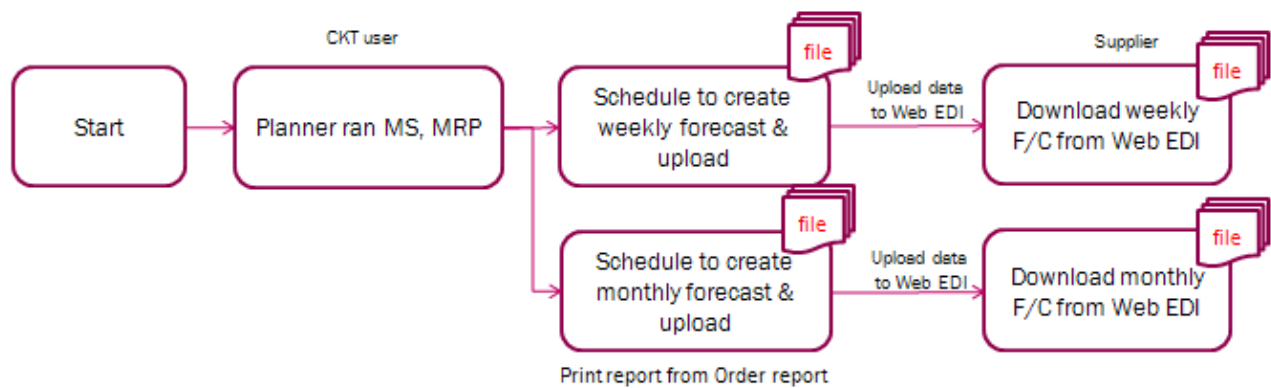 CKT user
Supplier
Start
Planner ran MS, MRP
file
Schedule to create
weekly forecast &
upload
Upload data
to Web EDI
file
Download weekly
F/C from Web EDI
file
Schedule to create
monthly forecast &
upload
Upload data
to Web EDI
file
Download monthly
F/C from Web EDI
Print report from Order report